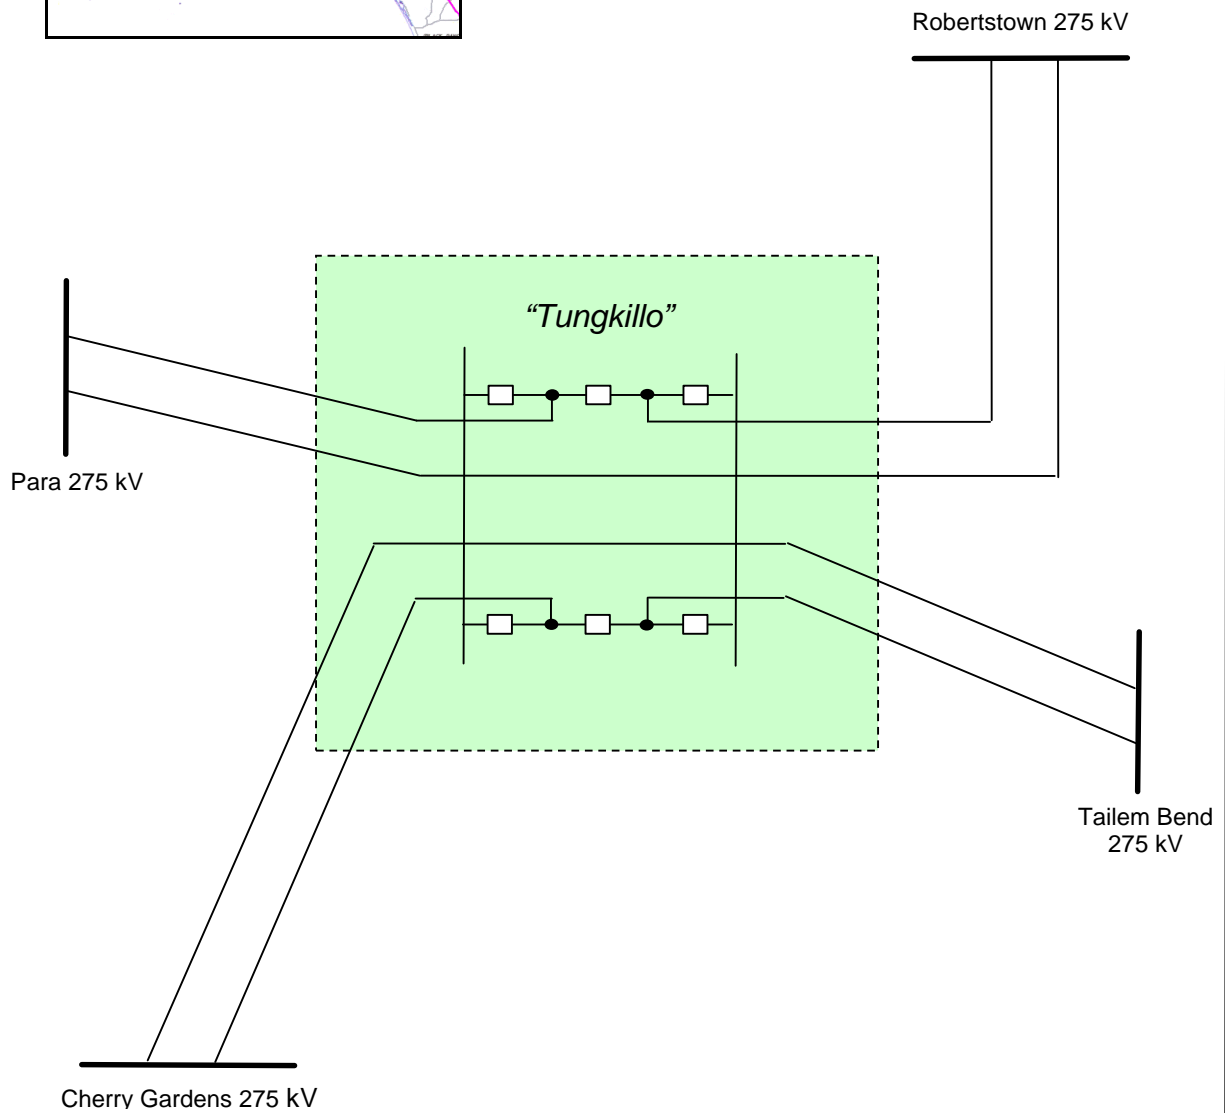 Robertstown 275 kV
“Tungkillo”
Para 275 kV
Tailem Bend
275 kV
Cherry Gardens 275 kV